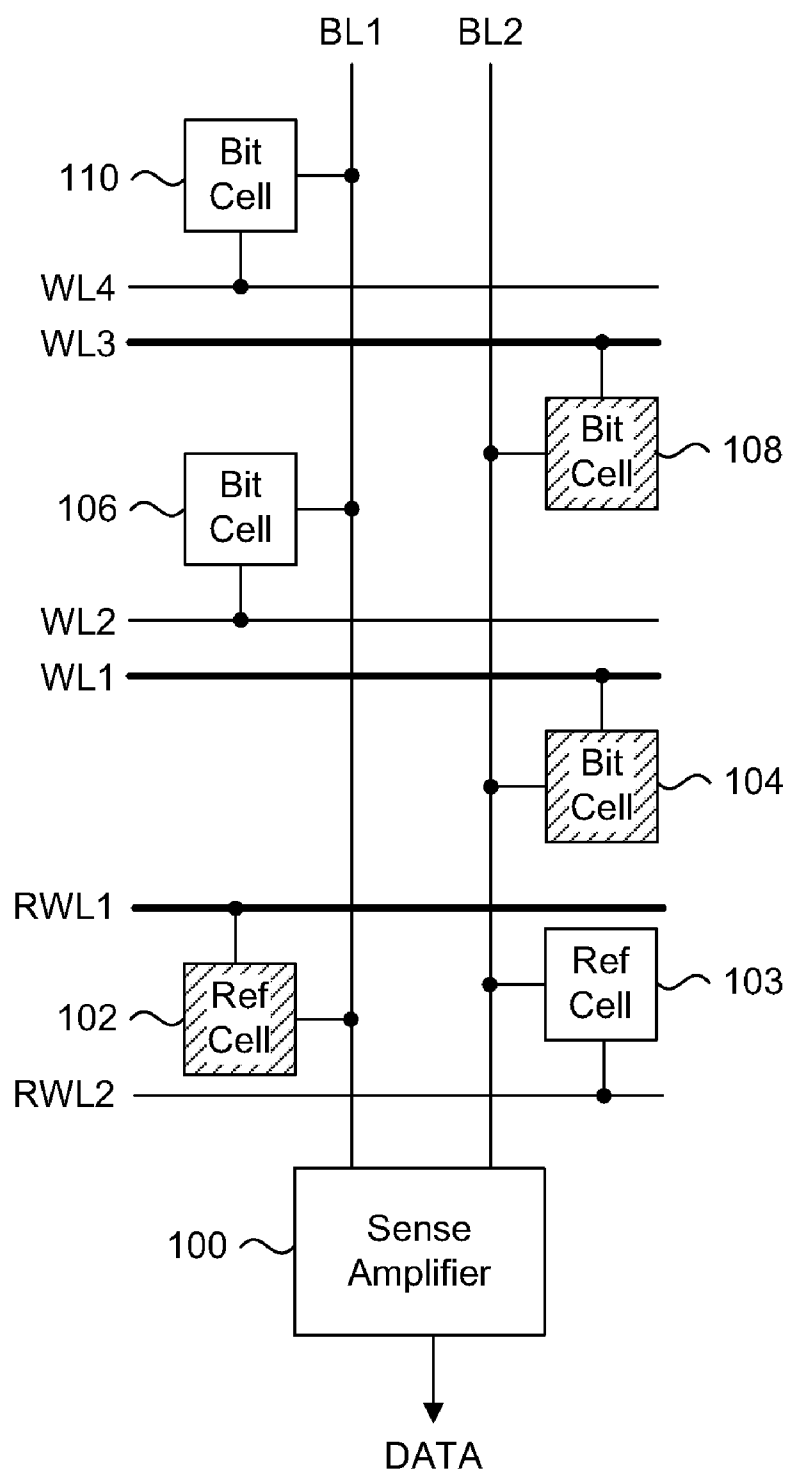 BL1 BL2
110
Bit
Cell
WL4
WL3
Bit
Cell
108
106
Bit
Cell
WL2
WL1
Bit
Cell
104
RWL1
102
Ref
Cell
Ref
Cell
103
RWL2
100
Sense
Amplifier
DATA